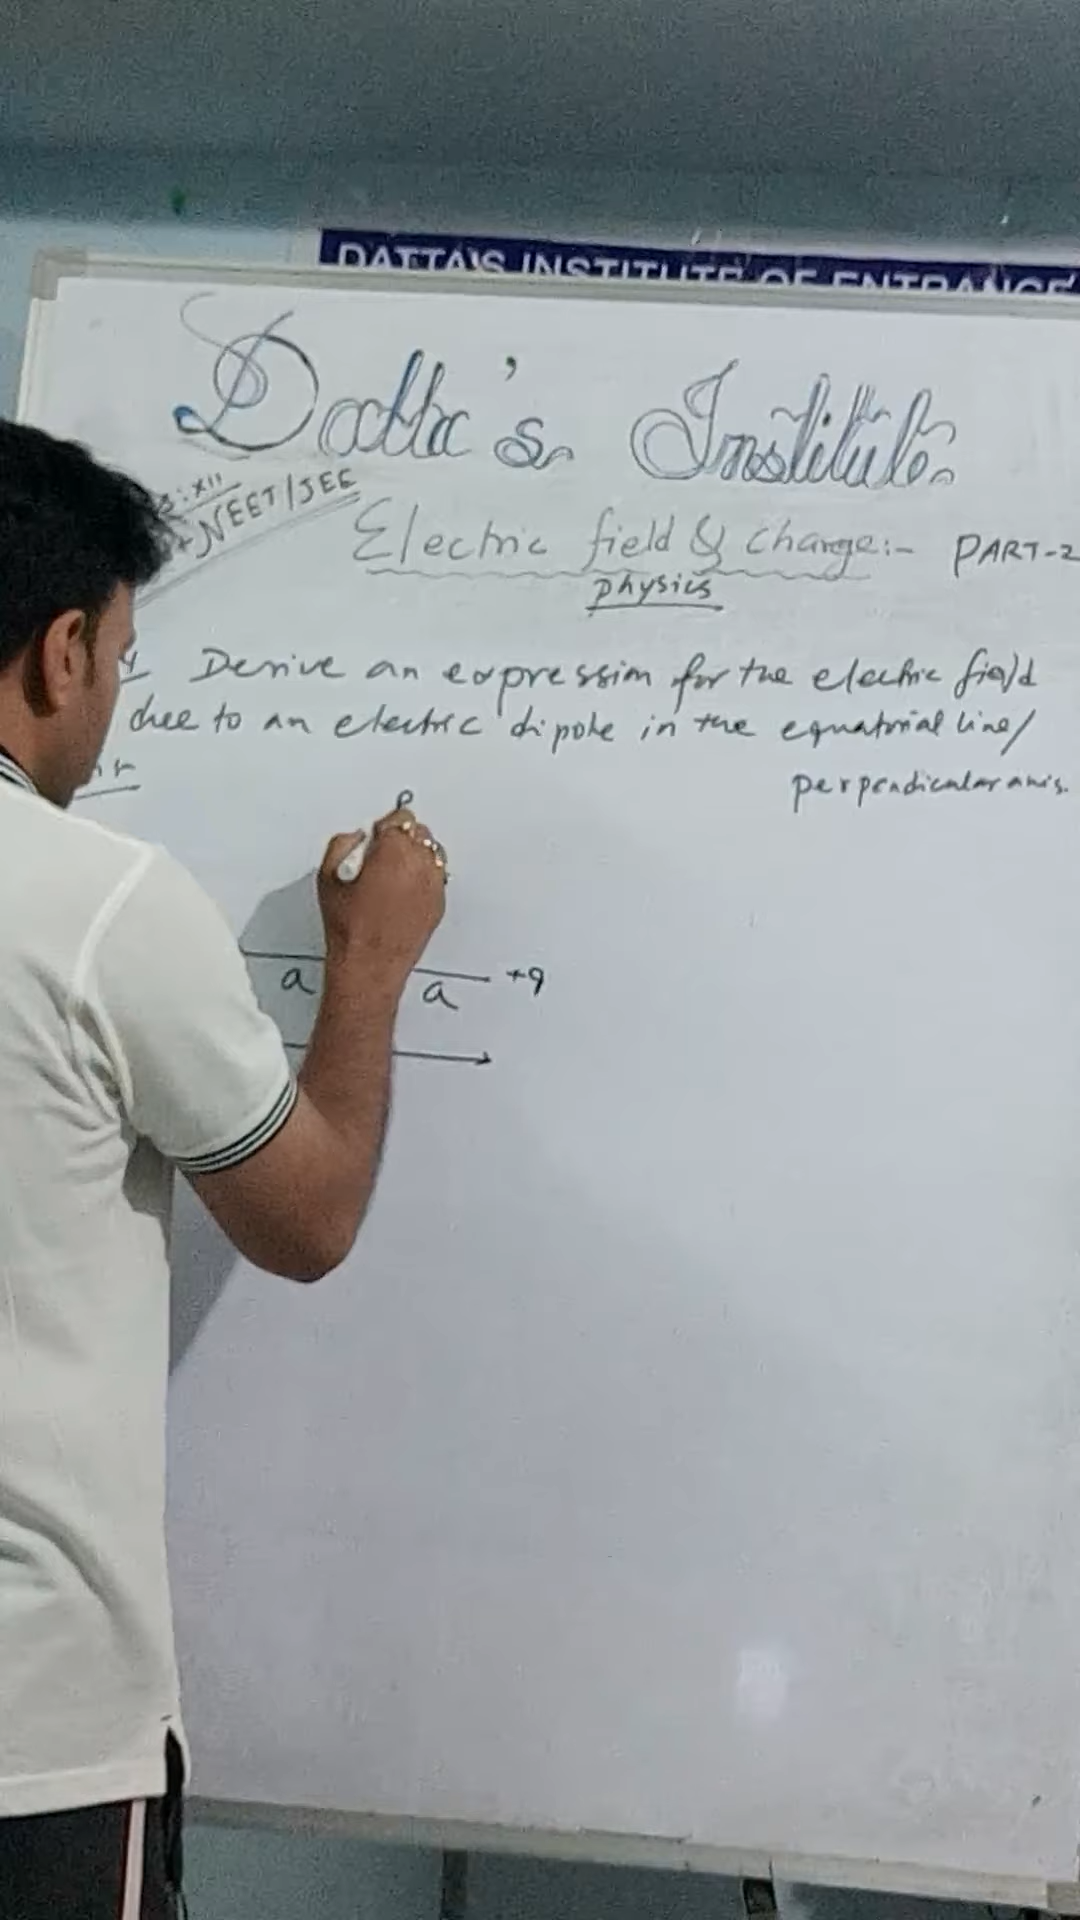 DATTA'S INSTITUTE OF ENTRANCE
Datta's Institute
XII
NEET/JEE
Electric field & charge:- PART-2
physics
Derive an expression for the electric field
due to an electric dipole in the equatorial line/
perpendicular axis.
P
a
a
+q